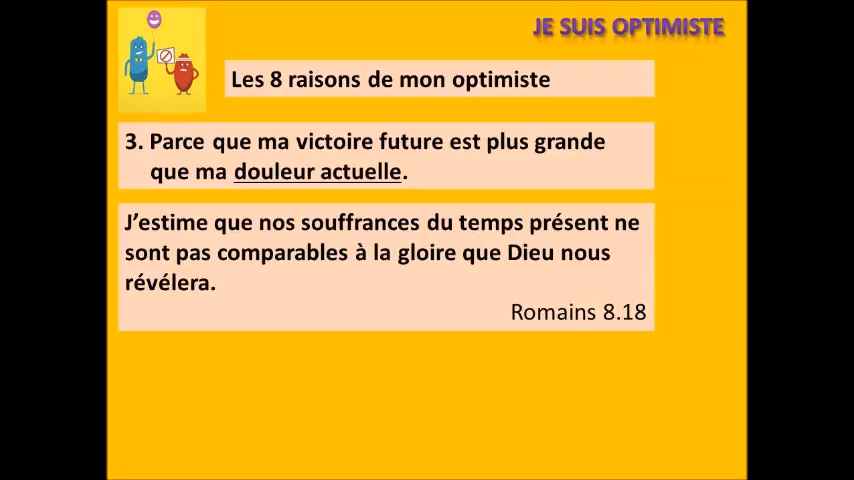 JE SUIS OPTIMISTE
Les 8 raisons de mon optimiste
3. Parce que ma victoire future est plus grande
que ma douleur actuelle.
J’estime que nos souffrances du temps présent ne
sont pas comparables à la gloire que Dieu nous
révélera.
Romains 8.18